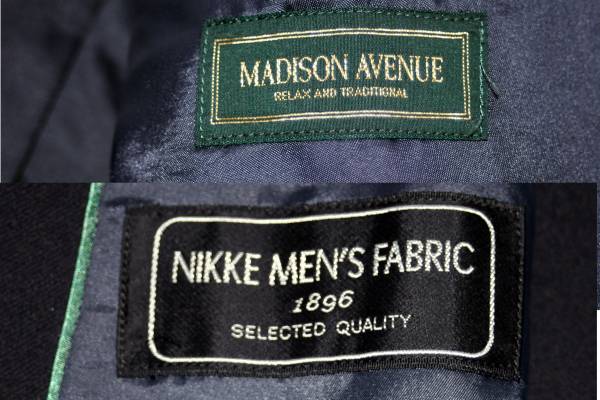 MADISON AVENUE
RELAX AND TRADITIONAL
NIKKE MEN'S FABRIC
1896
SELECTED QUALITY